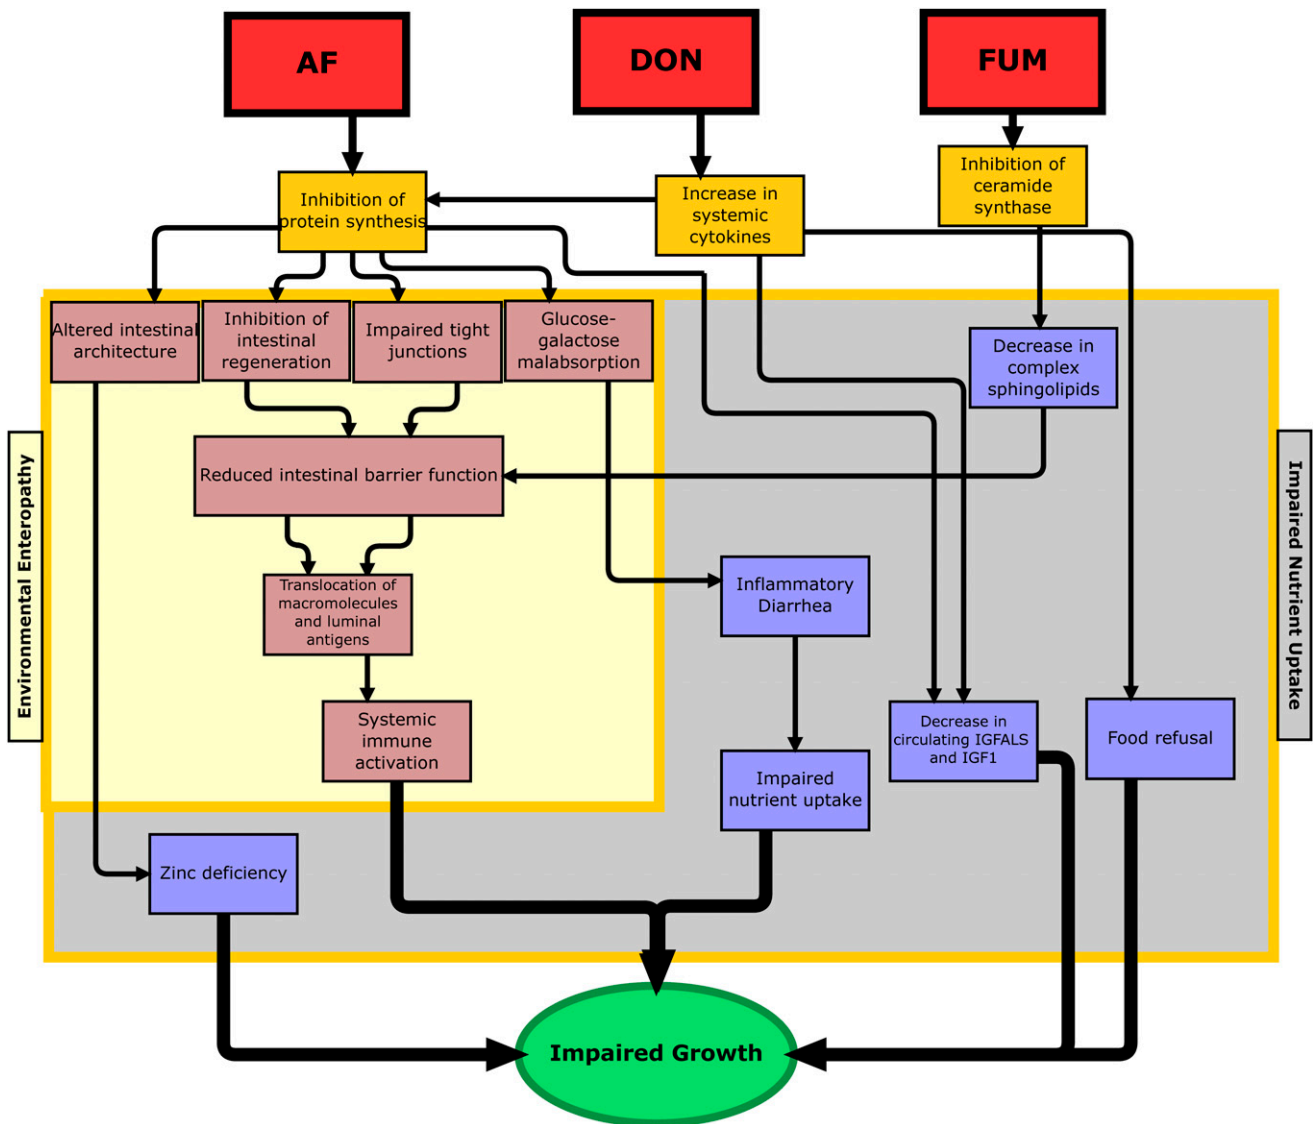 AF
DON
FUM
Inhibition of
protein synthesis
Increase in
systemic
cytokines
Inhibition of
ceramide
synthase
Altered intestinal
architecture
Inhibition of
intestinal
regeneration
Impaired tight
junctions
Glucose-
galactose
malabsorption
Decrease in
complex
sphingolipids
Reduced intestinal barrier function
Environmental Enteropathy
Impaired Nutrient Uptake
Translocation of
macromolecules
and luminal
antigens
Inflammatory
Diarrhea
Systemic
immune
activation
Impaired
nutrient uptake
Decrease in
circulating IGFALS
and IGF1
Food refusal
Zinc deficiency
Impaired Growth